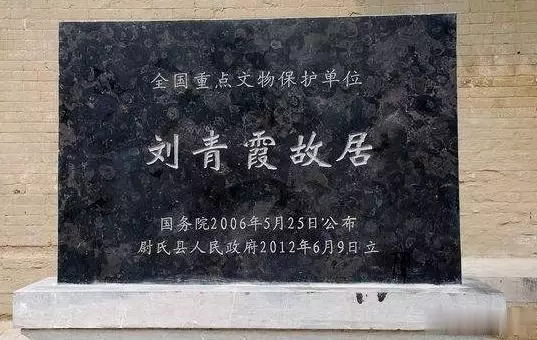 全国重点文物保护单位
刘青霞故居
国务院2006年5月25日公布
尉氏县人民政府2012年6月9日立